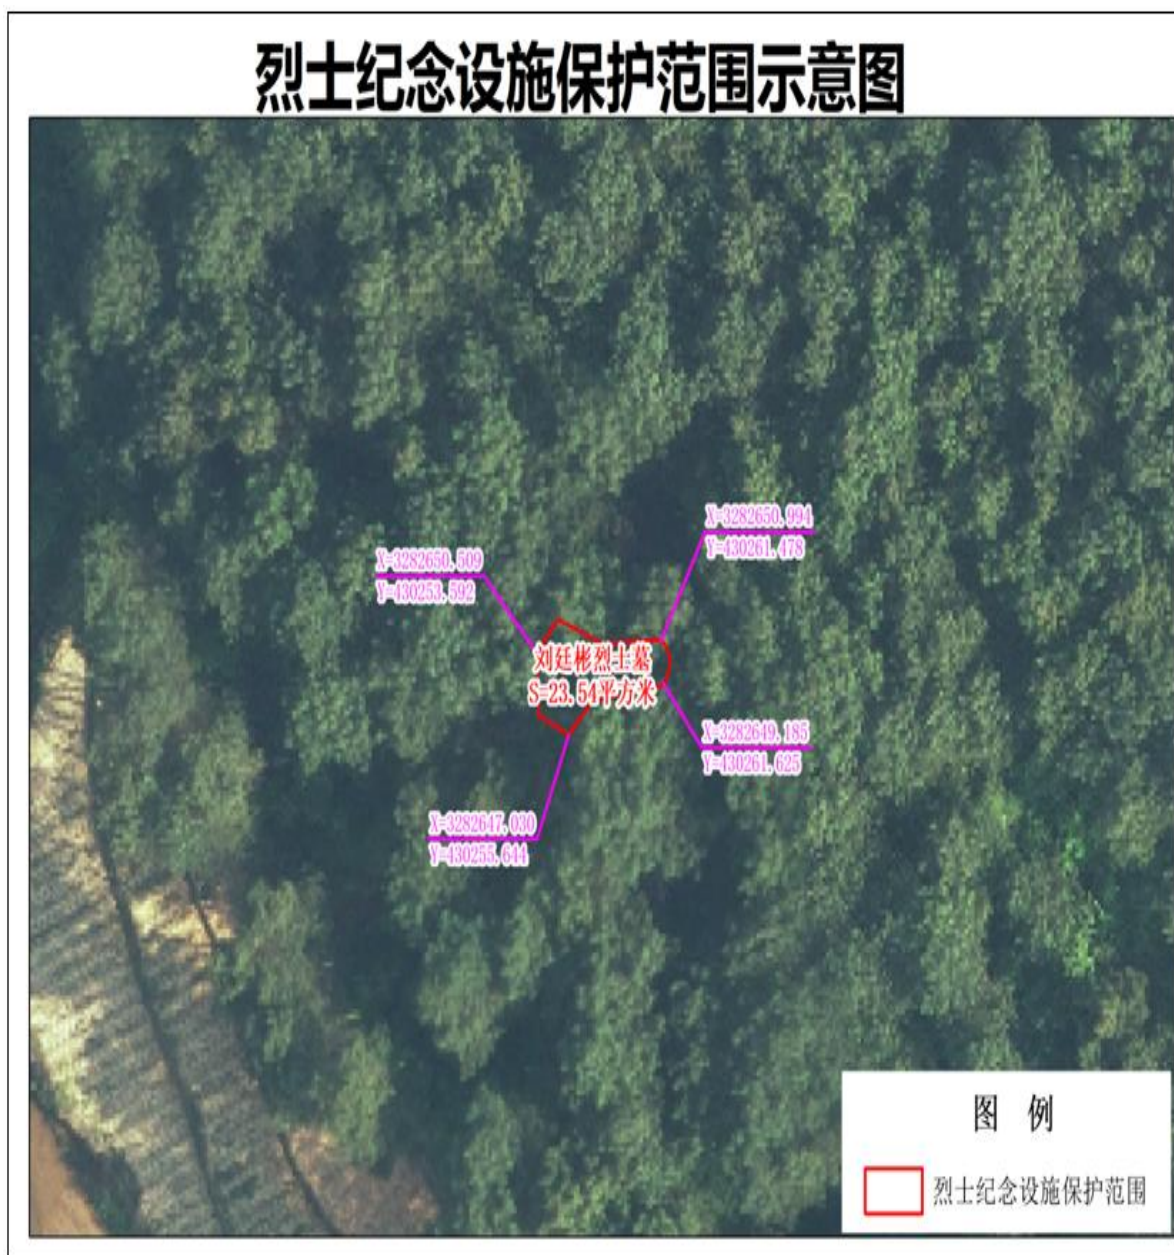 烈士纪念设施保护范围示意图
X=3282650.994
Y=430261.478
X=3282650.509
Y=430253.592
刘廷彬烈士墓
S=23.54平方米
X=3282649.185
Y=430261.625
X=3282647.030
Y=430255.644
图 例
烈士纪念设施保护范围